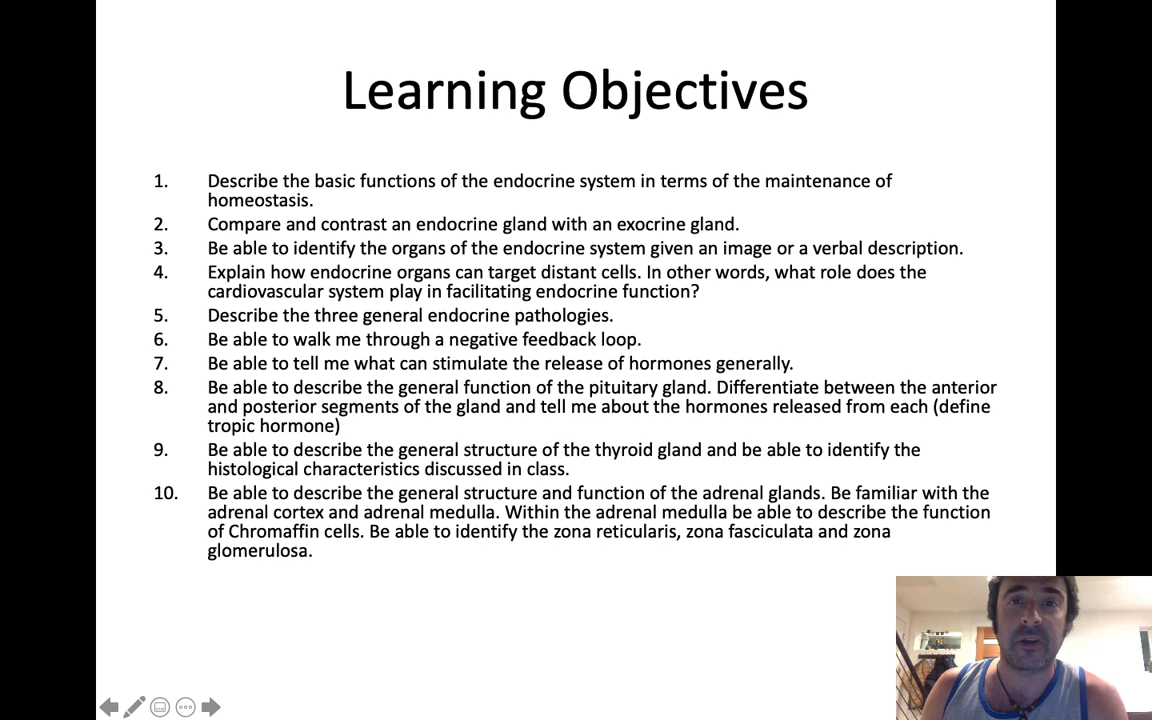 Learning Objectives
1. Describe the basic functions of the endocrine system in terms of the maintenance of
homeostasis.
2. Compare and contrast an endocrine gland with an exocrine gland.
3. Be able to identify the organs of the endocrine system given an image or a verbal description.
4. Explain how endocrine organs can target distant cells. In other words, what role does the
cardiovascular system play in facilitating endocrine function?
5. Describe the three general endocrine pathologies.
6. Be able to walk me through a negative feedback loop.
7. Be able to tell me what can stimulate the release of hormones generally.
8. Be able to describe the general function of the pituitary gland. Differentiate between the anterior
and posterior segments of the gland and tell me about the hormones released from each (define
tropic hormone)
9. Be able to describe the general structure of the thyroid gland and be able to identify the
histological characteristics discussed in class.
10. Be able to describe the general structure and function of the adrenal glands. Be familiar with the
adrenal cortex and adrenal medulla. Within the adrenal medulla be able to describe the function
of Chromaffin cells. Be able to identify the zona reticularis, zona fasciculata and zona
glomerulosa.